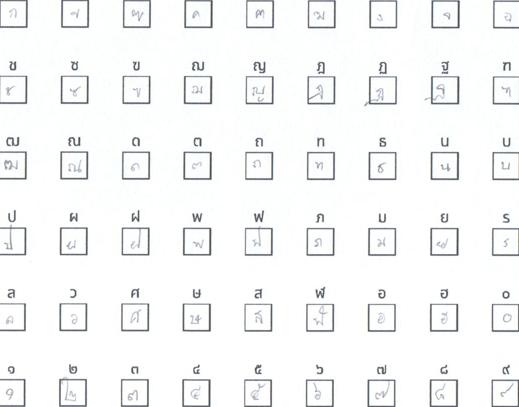 ก ข ฃ ค ฅ ฆ ง จ ฉ
ช ซ ข ฌ ญ ฎ ฏ ฐ ฑ
ช ซ ข ฌ ญ ฎ ฏ ฐ ฑ
ฒ ณ ด ต ถ ท ธ น บ
ฒ ณ ด ต ถ ท ธ น บ
ป ผ ฝ พ ฟ ภ ม ย ร
ป ผ ฝ พ ฟ ภ ม ย ร
ล ว ศ ษ ส ฬ อ ฮ ๐
ล ว ศ ษ ส ฬ อ ฮ ๐
๑ ๒ ๓ ๔ ๕ ๖ ๗ ๘ ๙
๑ ๒ ๓ ๔ ๕ ๖ ๗ ๘ ๙